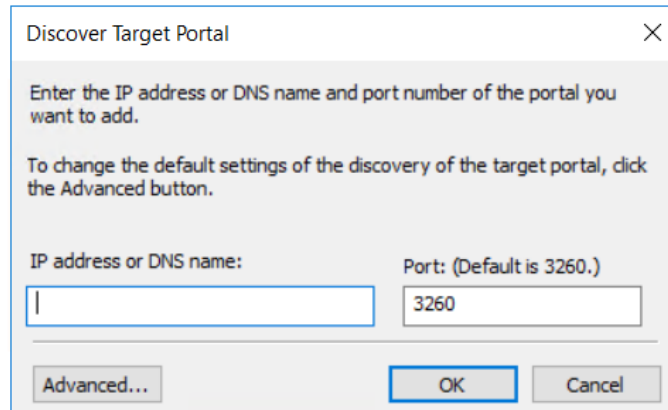 Discover Target Portal
Enter the IP address or DNS name and port number of the portal you
want to add.
To change the default settings of the discovery of the target portal, click
the Advanced button.
IP address or DNS name:
Port: (Default is 3260.)
3260
Advanced...
OK
Cancel